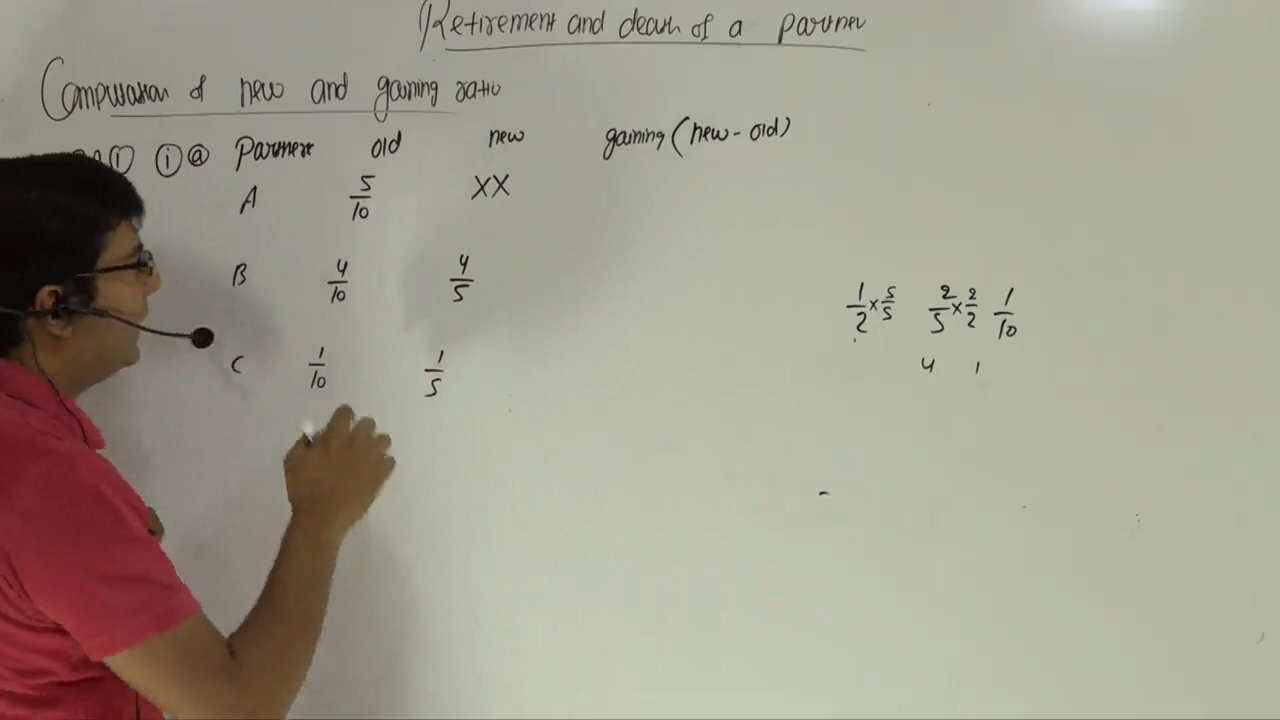 Retirement and death of a partner
Computation of new and gaining ratio
① ①ⓐ Partners old new gaining (new - old)
A 5/10 XX
B 4/10 4/5
C 1/10 1/5
1/2 × 5/5 2/5 × 2/2 1/10
4 1